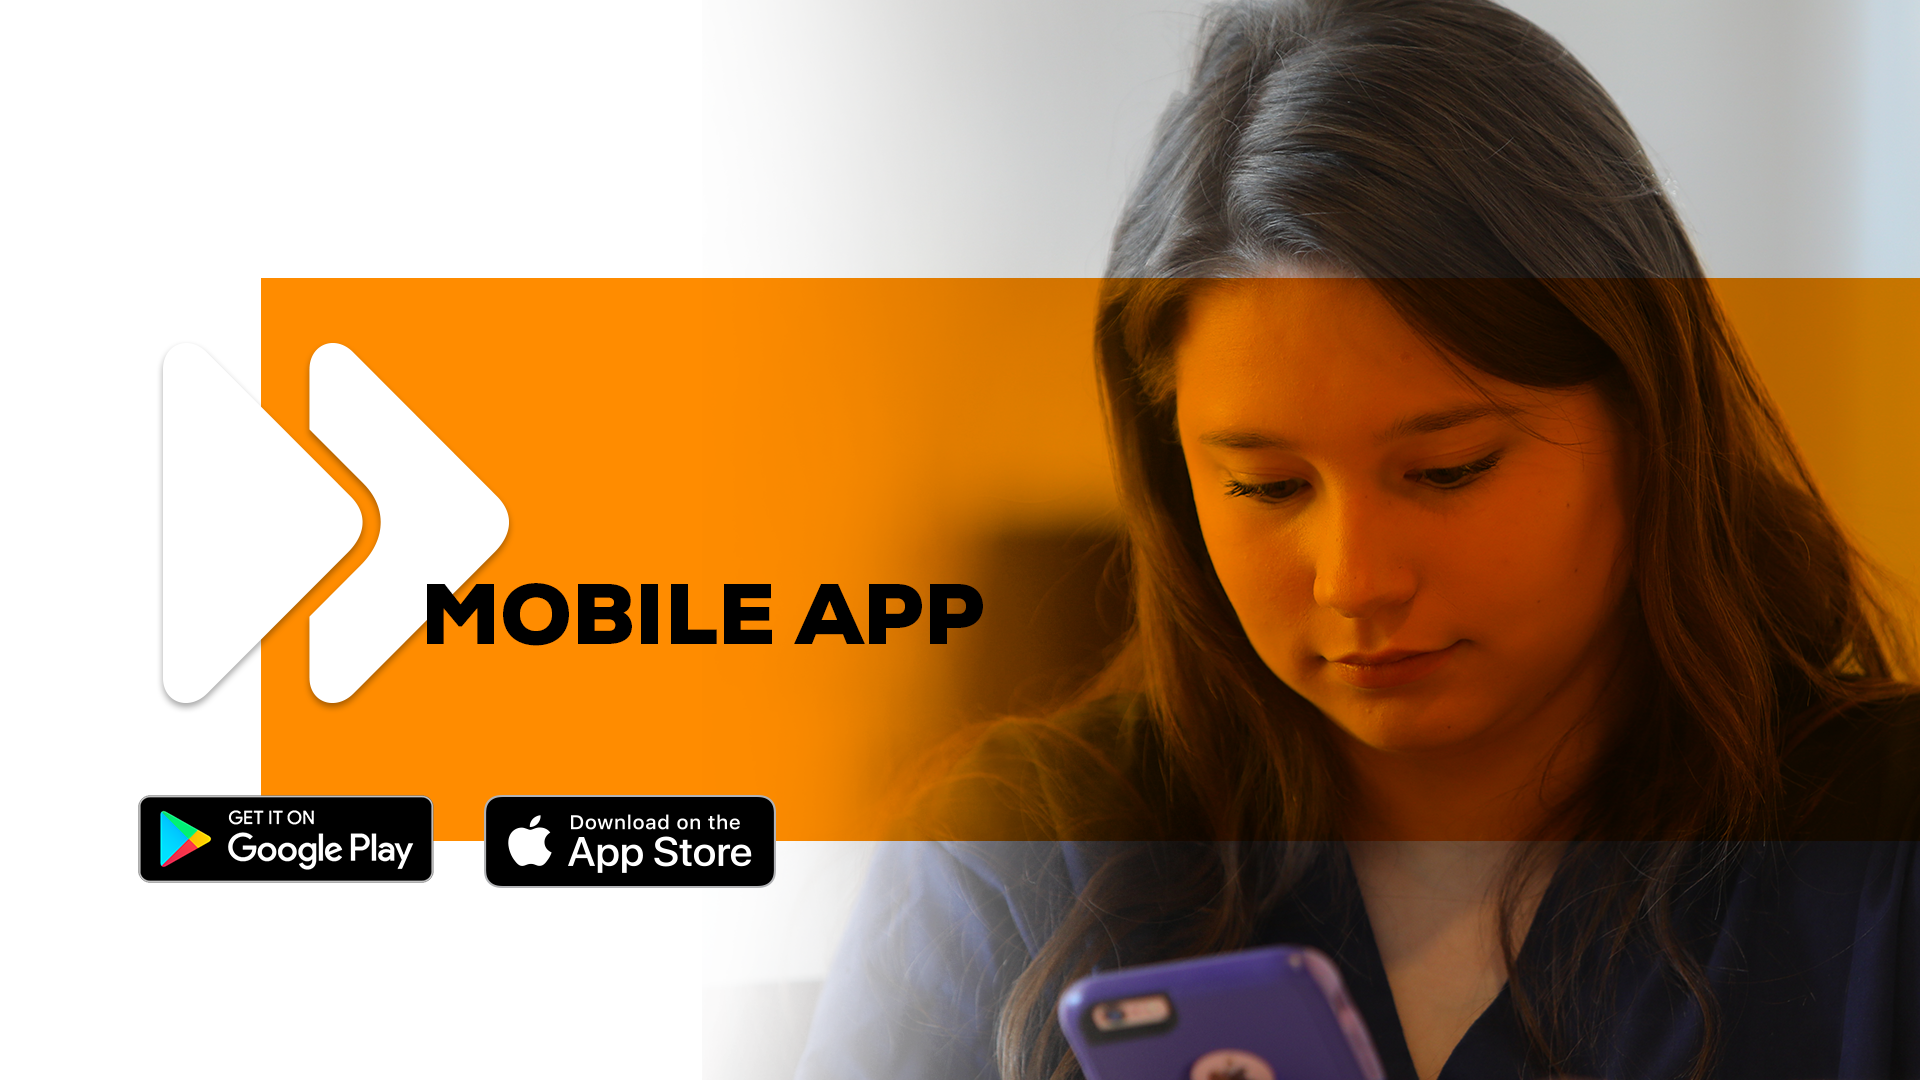 MOBILE APP
GET IT ON
Google Play
Download on the
App Store